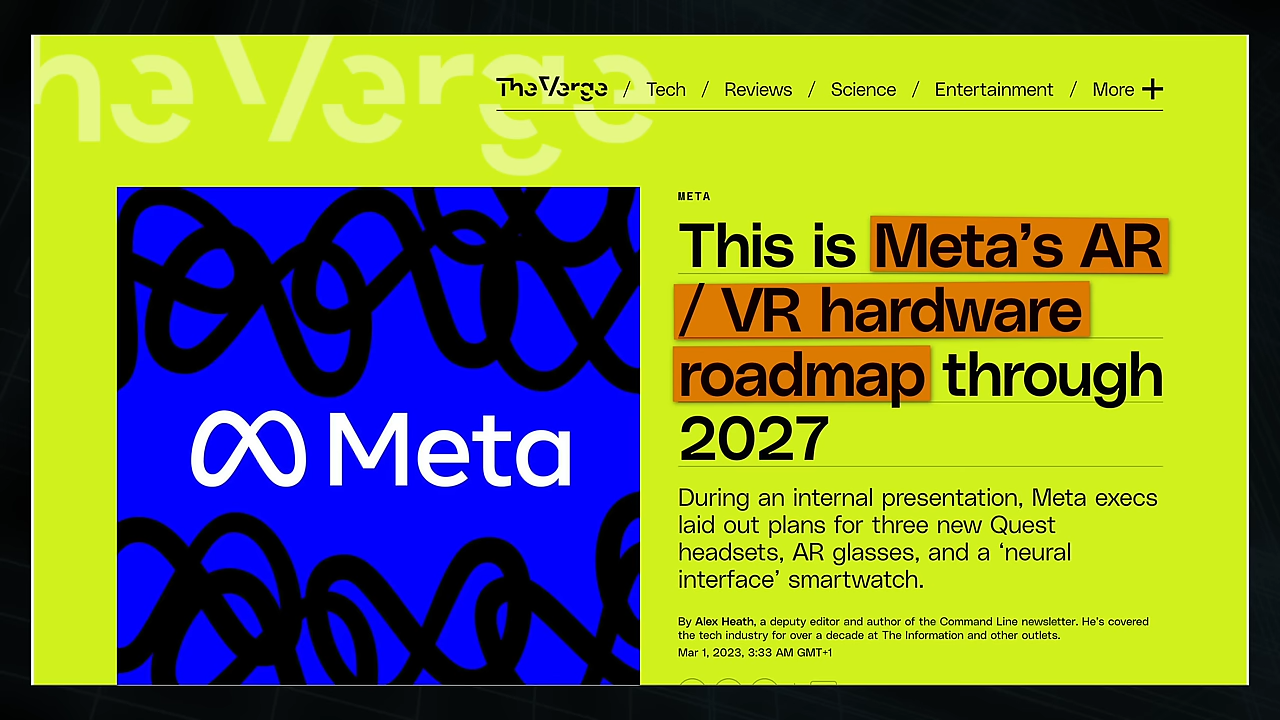 he Verge
The Verge / Tech / Reviews / Science / Entertainment / More +
Meta
META
This is Meta's AR
/ VR hardware
roadmap through
2027
During an internal presentation, Meta execs
laid out plans for three new Quest
headsets, AR glasses, and a ‘neural
interface’ smartwatch.
By Alex Heath, a deputy editor and author of the Command Line newsletter. He's covered
the tech industry for over a decade at The Information and other outlets.
Mar 1, 2023, 3:33 AM GMT+1